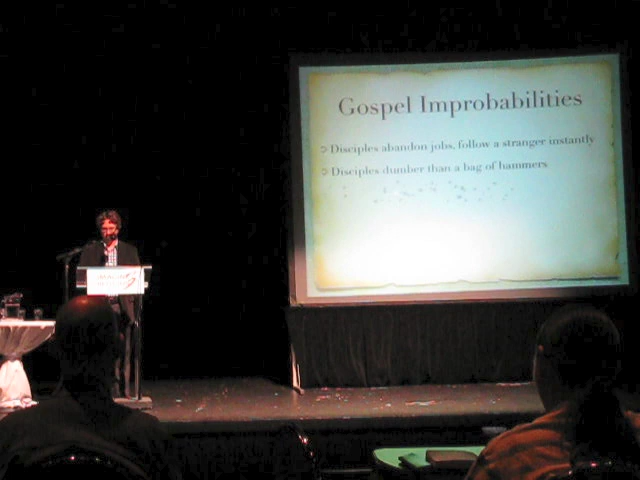 Gospel Improbabilities
Disciples abandon jobs, follow a stranger instantly
Disciples dumber than a bag of hammers